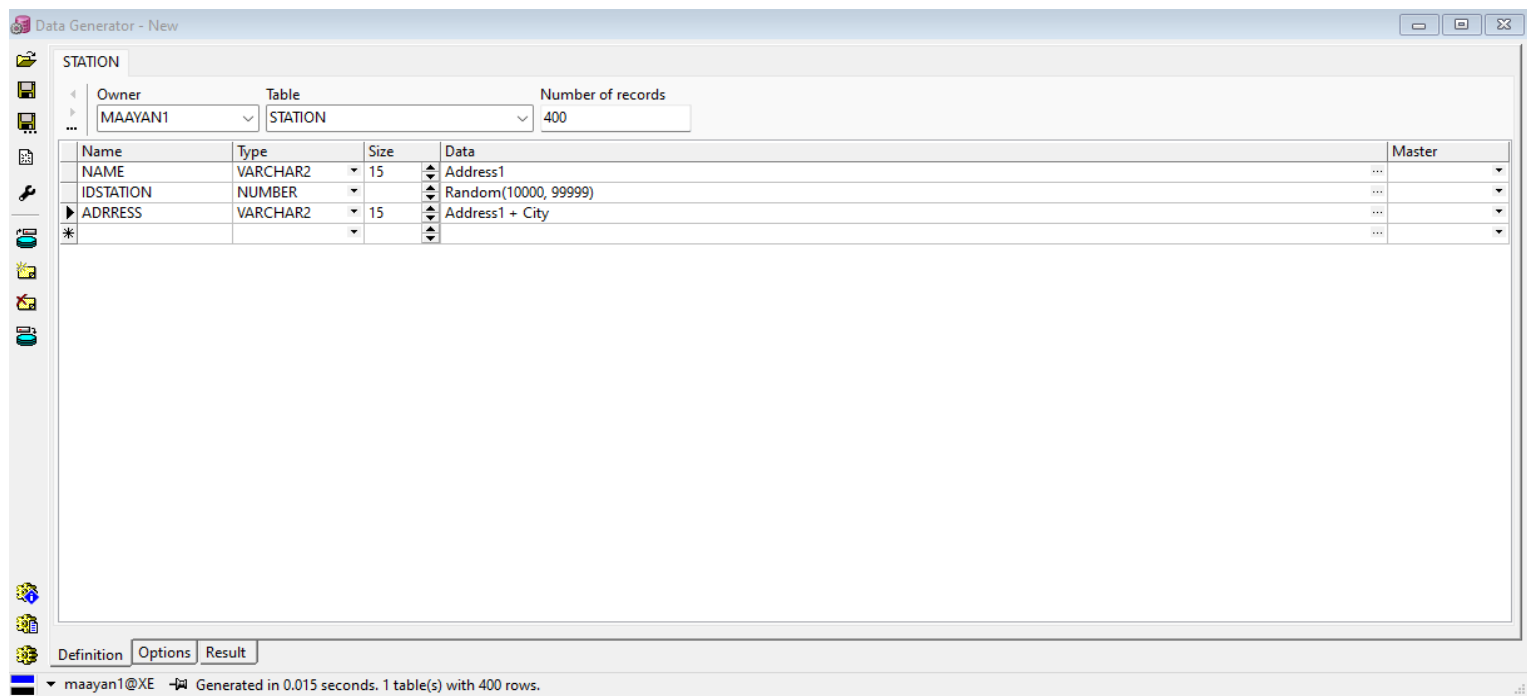 Data Generator - New
STATION
Owner Table Number of records
MAAYAN1 STATION 400
Name Type Size Data Master
NAME VARCHAR2 15 Address1 ...
IDSTATION NUMBER Random(10000, 99999) ...
ADRRESS VARCHAR2 15 Address1 + City ...
* ...
Definition Options Result
maayan1@XE Generated in 0.015 seconds. 1 table(s) with 400 rows.